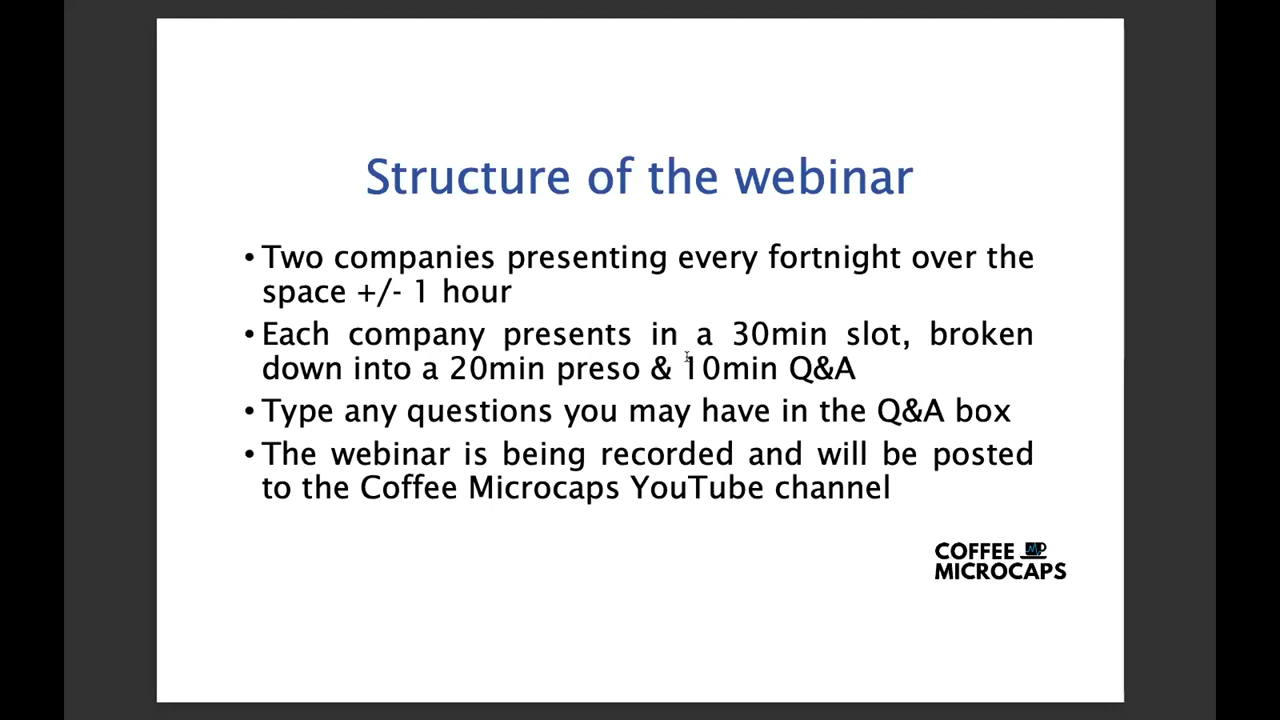 Structure of the webinar
• Two companies presenting every fortnight over the
space +/- 1 hour
• Each company presents in a 30min slot, broken
down into a 20min preso & 10min Q&A
• Type any questions you may have in the Q&A box
• The webinar is being recorded and will be posted
to the Coffee Microcaps YouTube channel
COFFEE
MICROCAPS